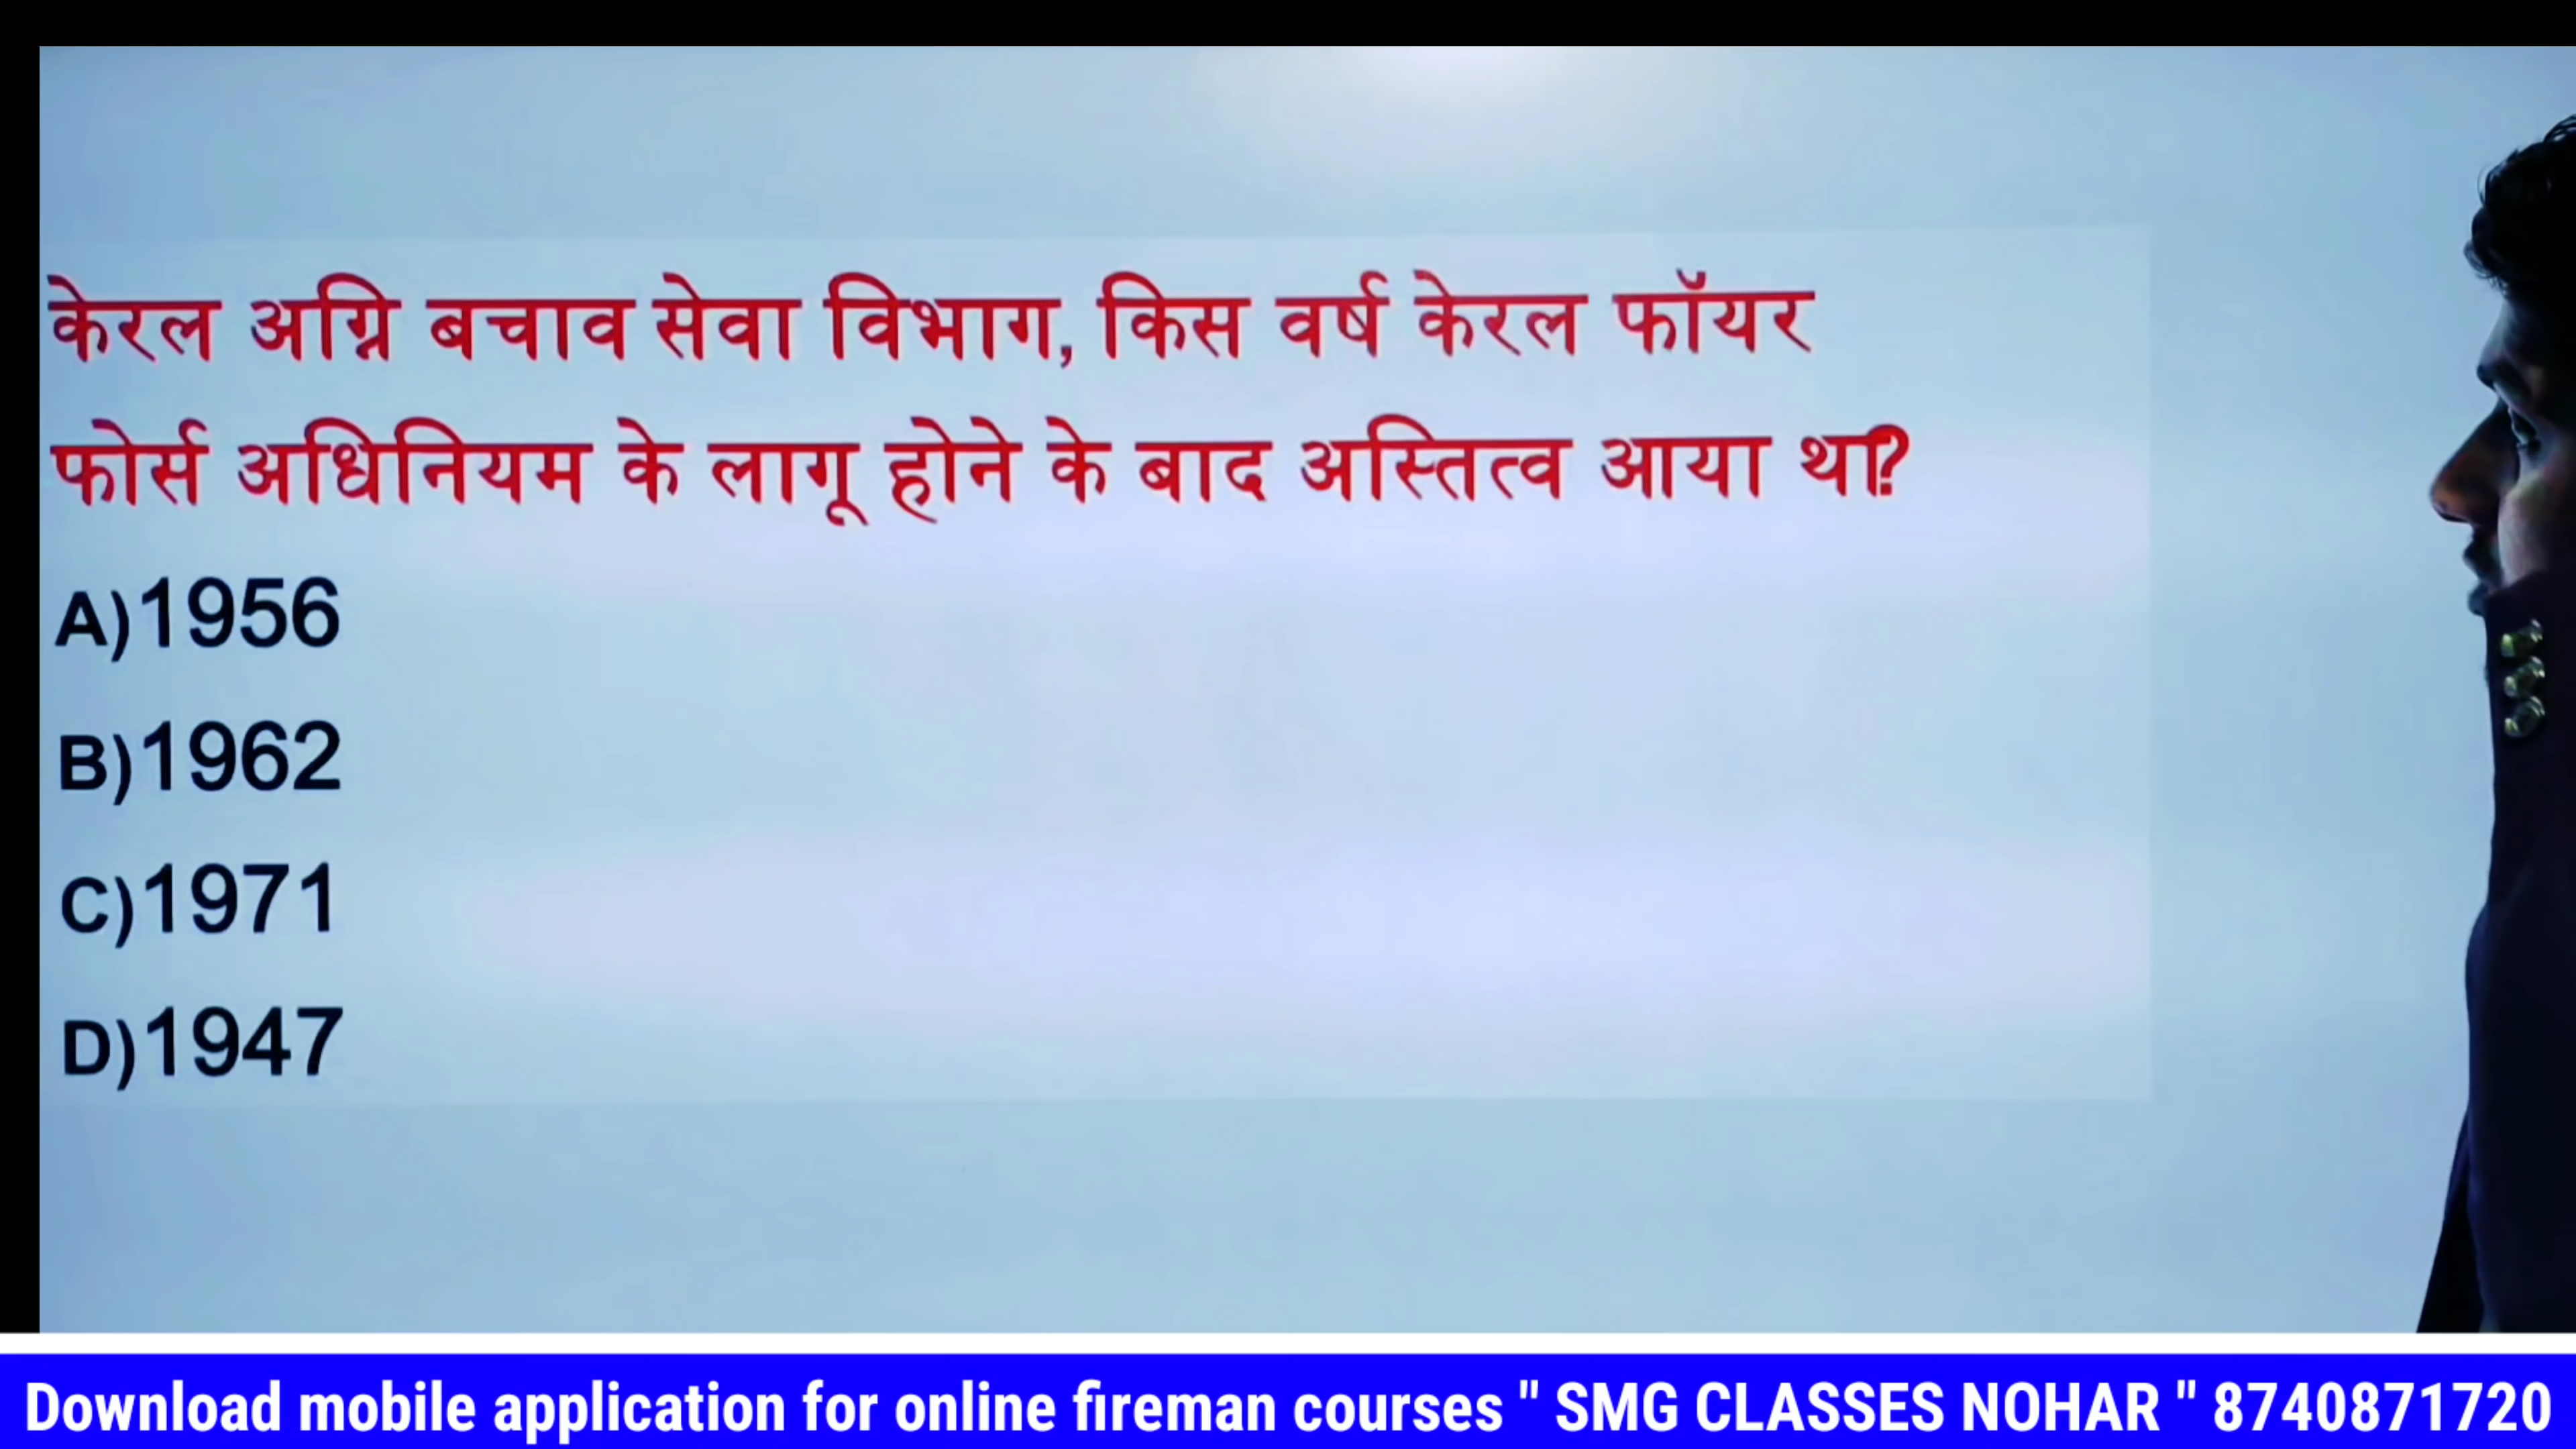 केरल अग्नि बचाव सेवा विभाग, किस वर्ष केरल फॉयर
फोर्स अधिनियम के लागू होने के बाद अस्तित्व आया था?
A)1956
B)1962
C)1971
D)1947
Download mobile application for online fireman courses " SMG CLASSES NOHAR " 8740871720